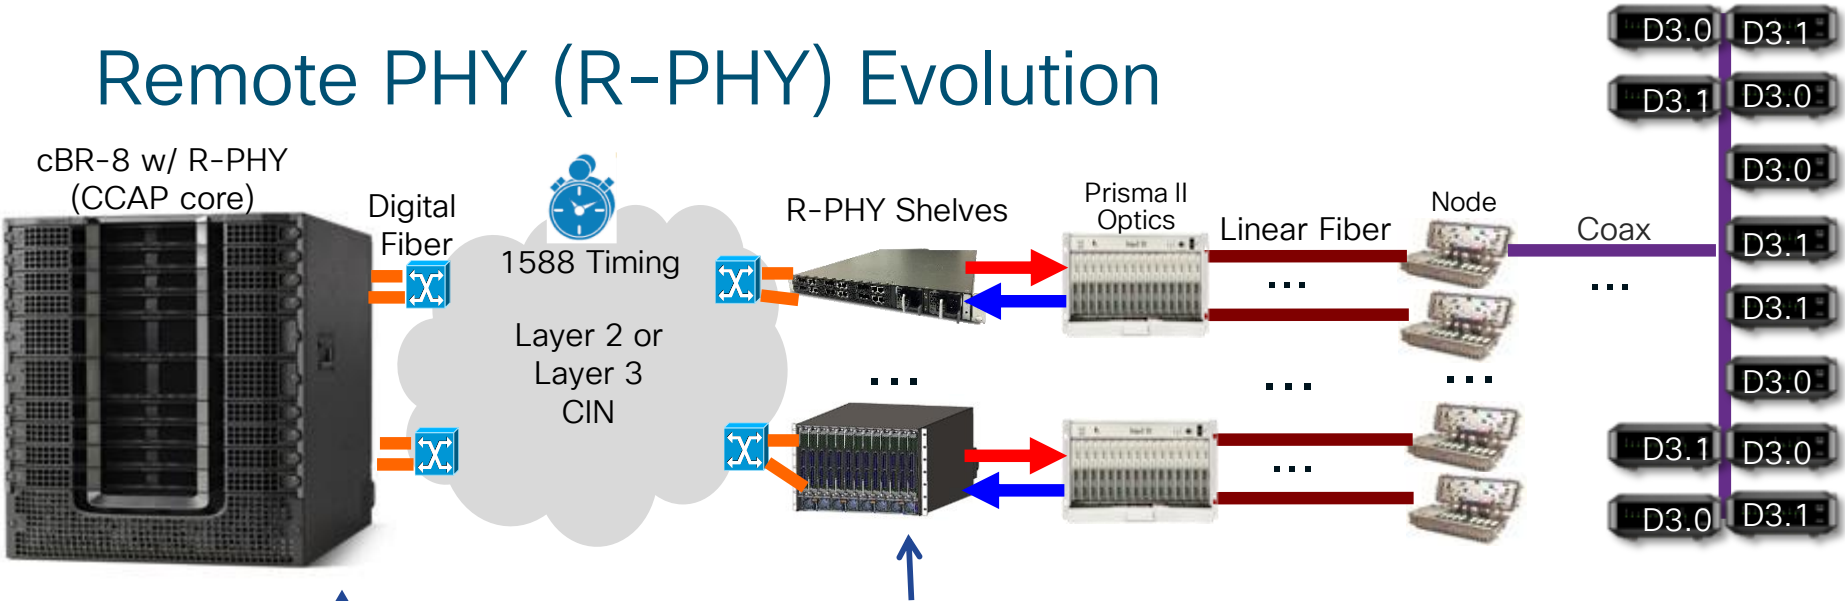 Remote PHY (R-PHY) Evolution
cBR-8 w/ R-PHY
(CCAP core)
Digital
Fiber
1588 Timing
Layer 2 or
Layer 3
CIN
R-PHY Shelves
...
Prisma II
Optics
Linear Fiber
...
...
...
Node
...
Coax
...
D3.0
D3.1
D3.1
D3.0
D3.0
D3.1
D3.1
D3.0
D3.1
D3.0
D3.0
D3.1